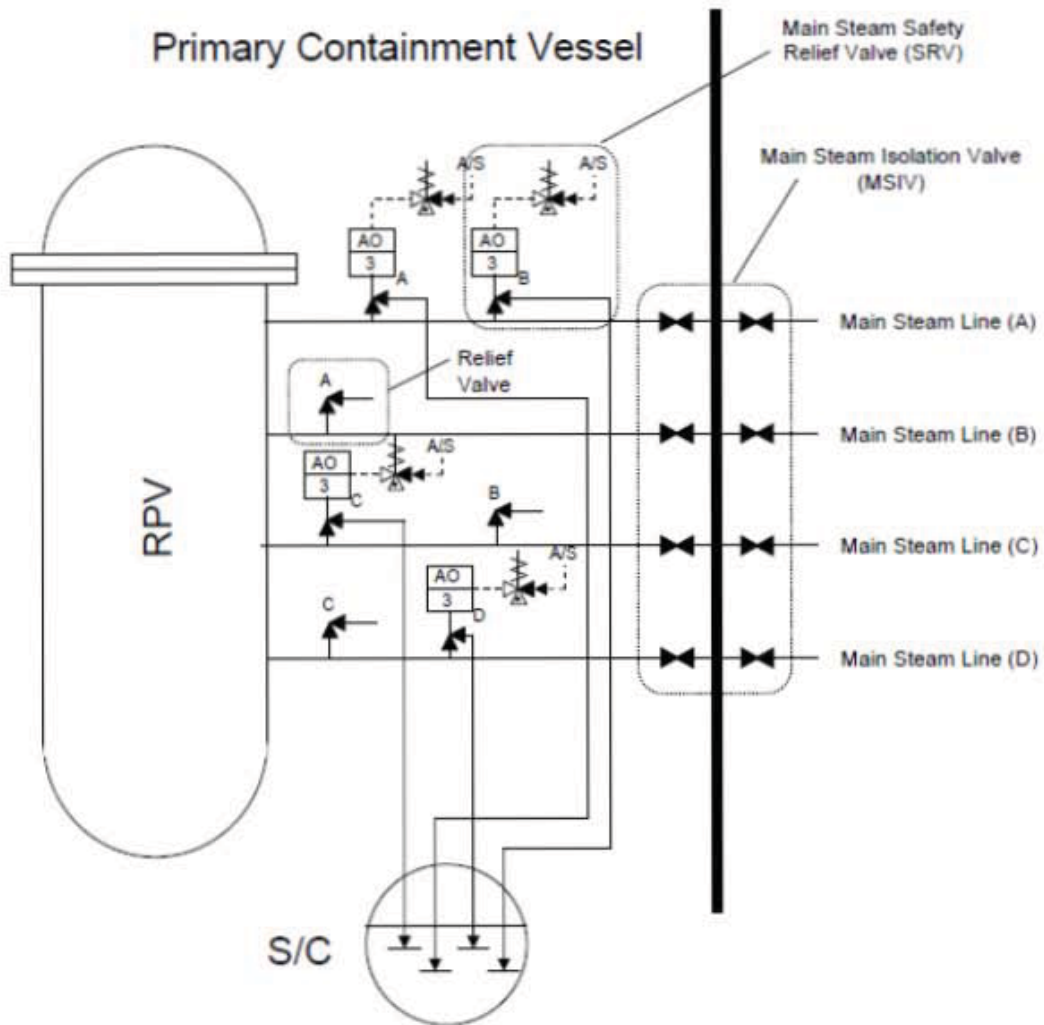 Primary Containment Vessel
Main Steam Safety
Relief Valve (SRV)
Main Steam Isolation Valve
(MSIV)
A/S
A/S
AO
3
A
AO
3
B
Main Steam Line (A)
Relief
Valve
A
Main Steam Line (B)
A/S
AO
3
C
B
RPV
Main Steam Line (C)
A/S
AO
3
D
C
Main Steam Line (D)
S/C